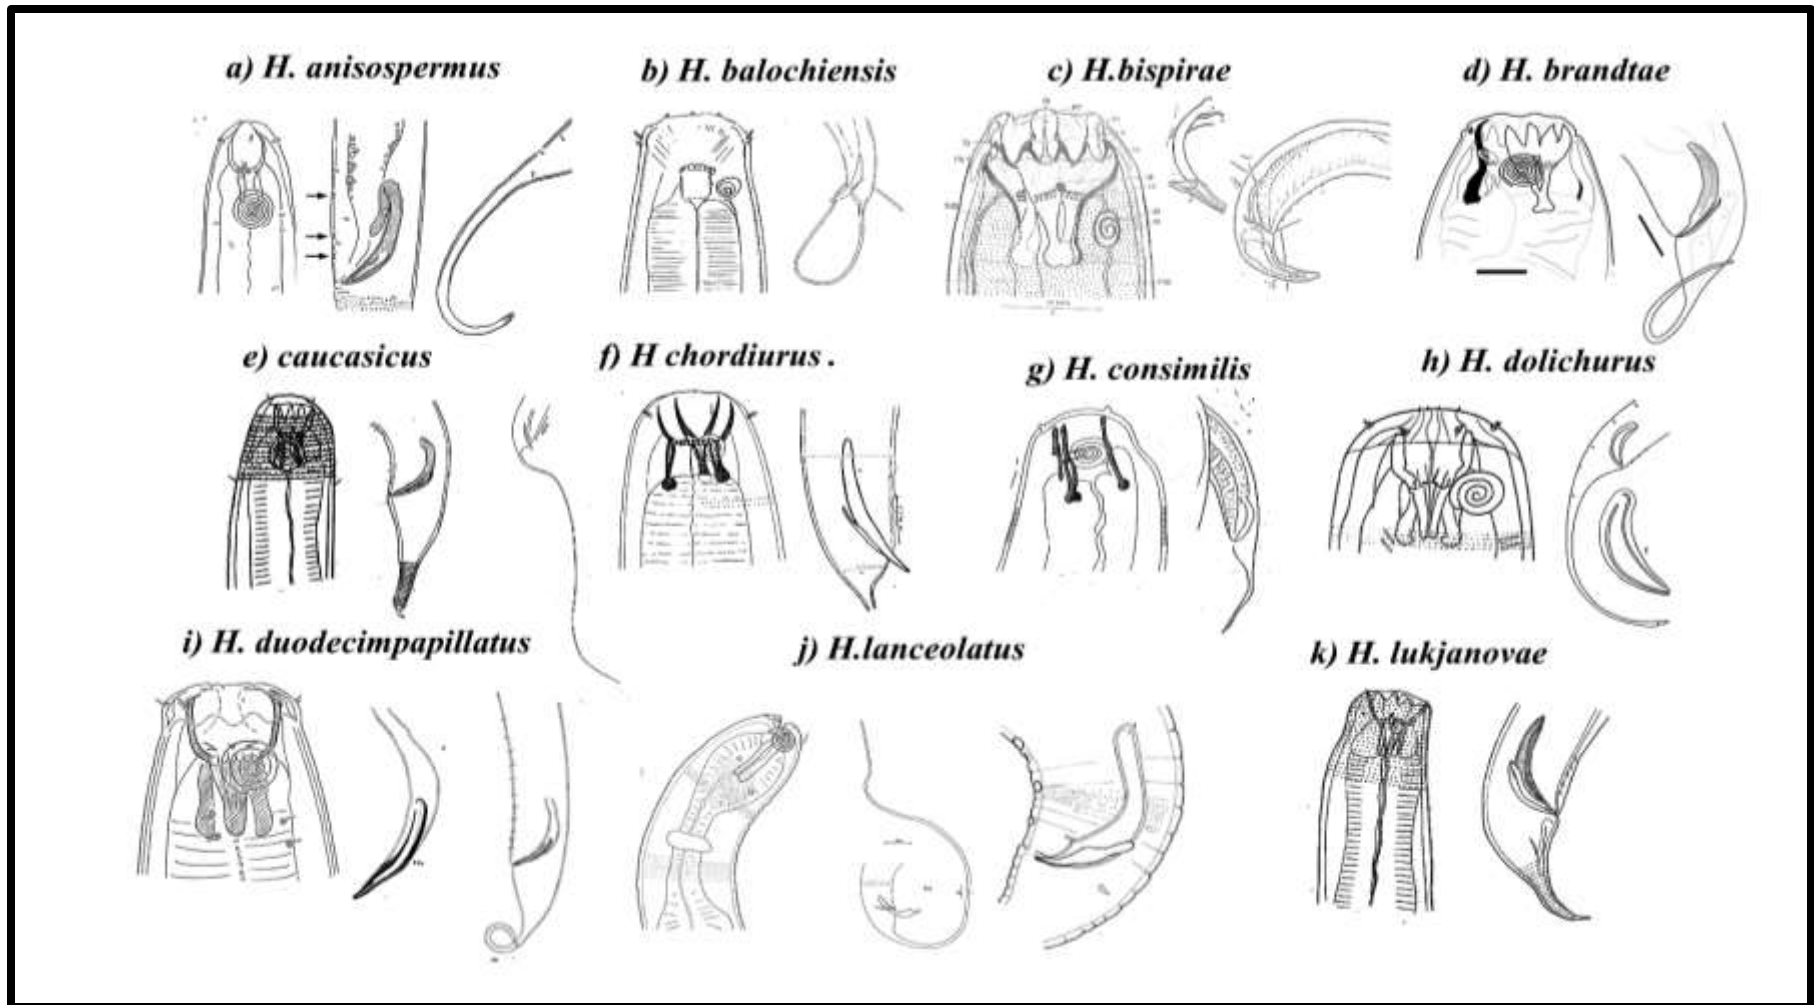 a) H. anisospermus
b) H. balochiensis
c) H.bispirae
d) H. brandtae
e) caucasicus
f) H chordiurus .
g) H. consimilis
h) H. dolichurus
i) H. duodecimpapillatus
j) H.lanceolatus
k) H. lukjanovae